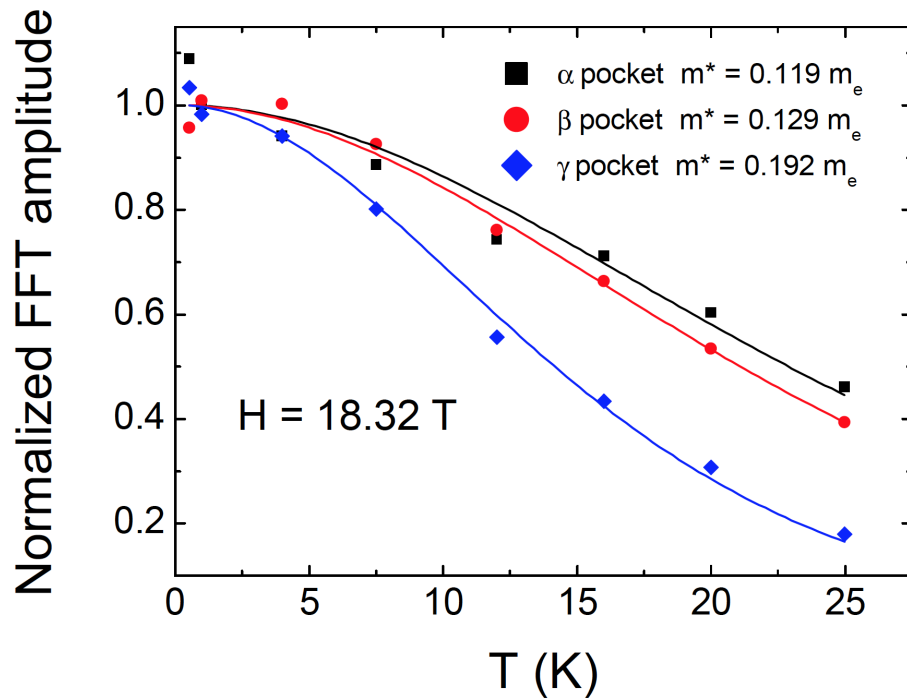 Normalized FFT amplitude
1.0
0.8
0.6
0.4
0.2
α pocket m* = 0.119 mₑ
β pocket m* = 0.129 mₑ
γ pocket m* = 0.192 mₑ
H = 18.32 T
0 5 10 15 20 25
T (K)